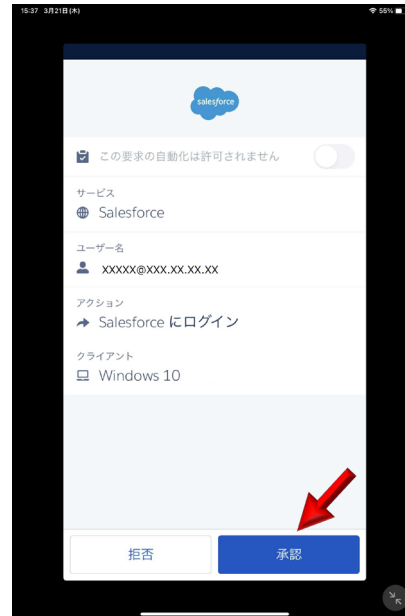 15:37 3月21日(木) 55%
salesforce
この要求の自動化は許可されません
サービス
Salesforce
ユーザー名
XXXXX@XXX.XX.XX.XX
アクション
Salesforce にログイン
クライアント
Windows 10
拒否 承認